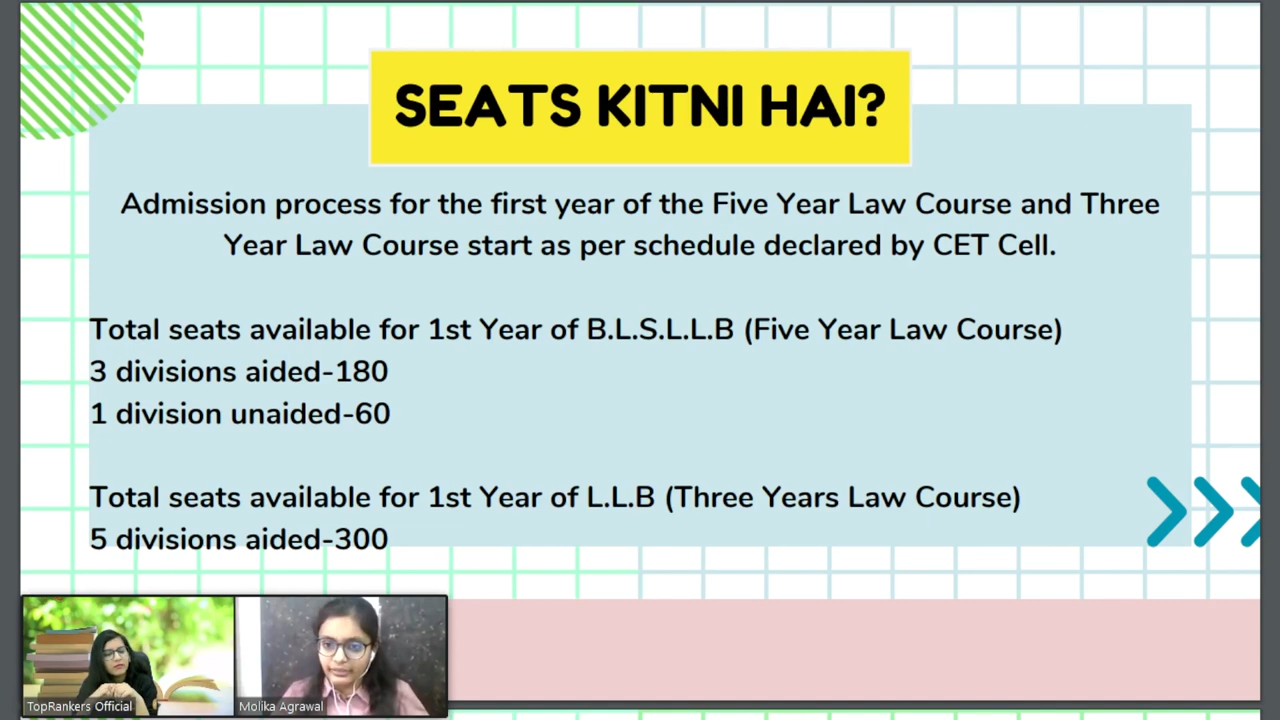 SEATS KITNI HAI?
Admission process for the first year of the Five Year Law Course and Three
Year Law Course start as per schedule declared by CET Cell.
Total seats available for 1st Year of B.L.S.L.L.B (Five Year Law Course)
3 divisions aided-180
1 division unaided-60
Total seats available for 1st Year of L.L.B (Three Years Law Course)
5 divisions aided-300
TopRankers Official
Molika Agrawal